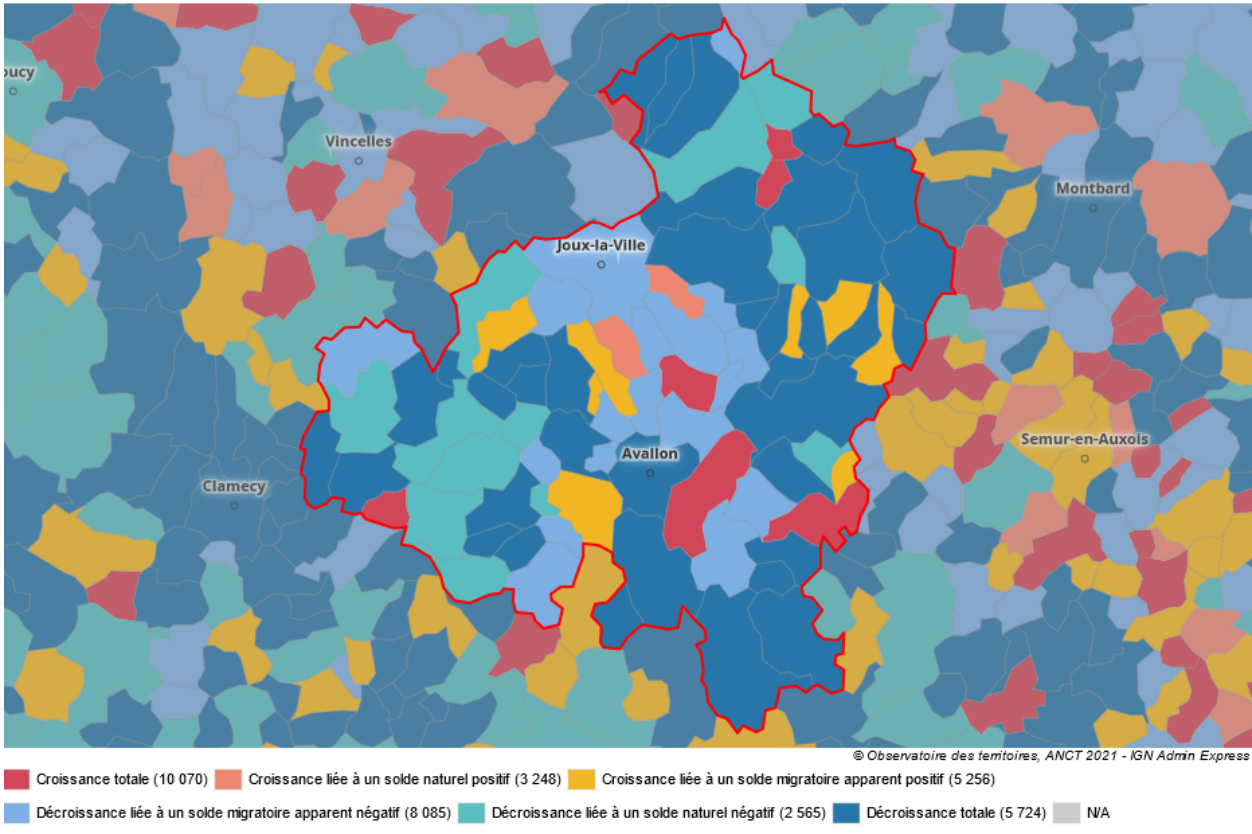 oucy
Vincelles
Montbard
Joux-la-Ville
Semur-en-Auxois
Avallon
Clamecy
© Observatoire des territoires, ANCT 2021 - IGN Admin Express
Croissance totale (10 070) Croissance liée à un solde naturel positif (3 248) Croissance liée à un solde migratoire apparent positif (5 256)
Décroissance liée à un solde migratoire apparent négatif (8 085) Décroissance liée à un solde naturel négatif (2 565) Décroissance totale (5 724) N/A